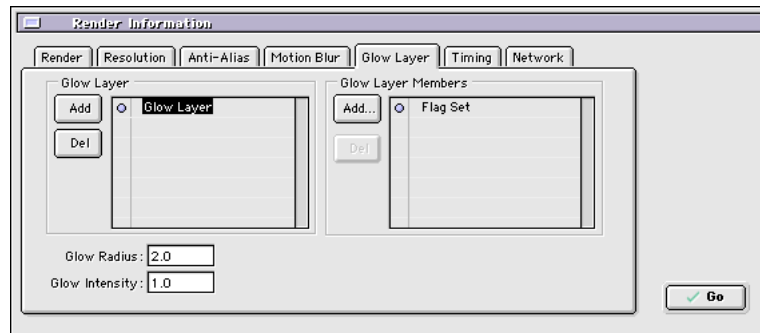 Render Information
Render Resolution Anti-Alias Motion Blur Glow Layer Timing Network
Glow Layer
Add
Glow Layer
Del
Glow Layer Members
Add...
Flag Set
Del
Glow Radius: 2.0
Glow Intensity: 1.0
Go